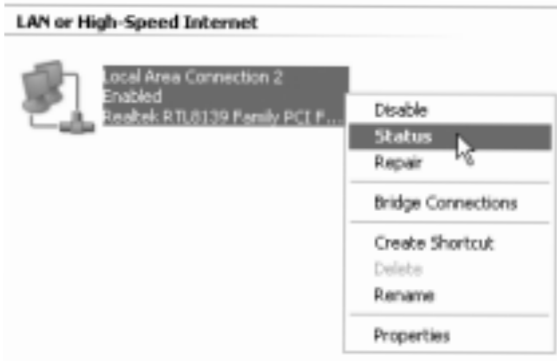 LAN or High-Speed Internet
Local Area Connection 2
Enabled
Realtek RTL8139 Family PCI F...
Disable
Status
Repair
Bridge Connections
Create Shortcut
Delete
Rename
Properties